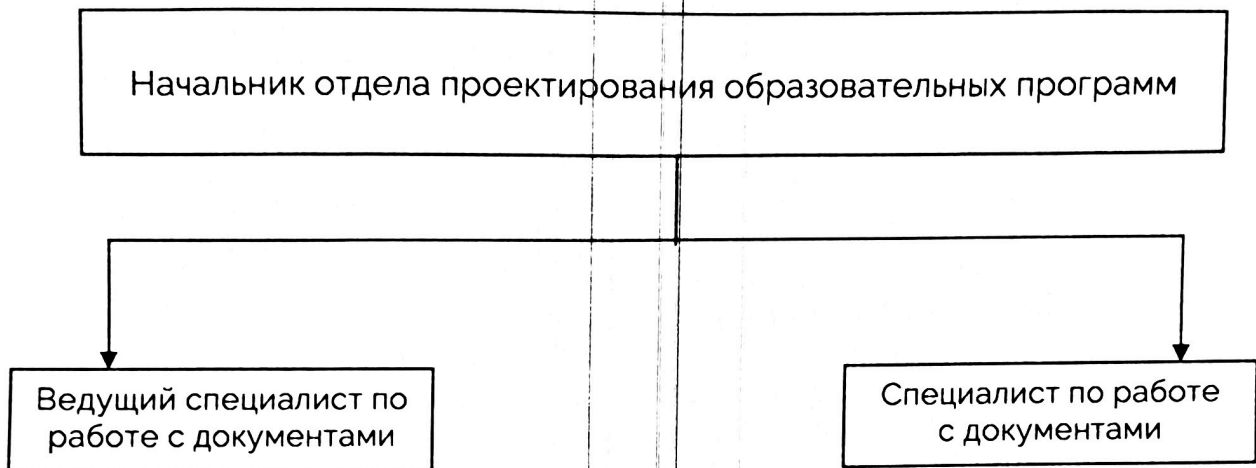 Начальник отдела проектирования образовательных программ
Ведущий специалист по
работе с документами
Специалист по работе
с документами